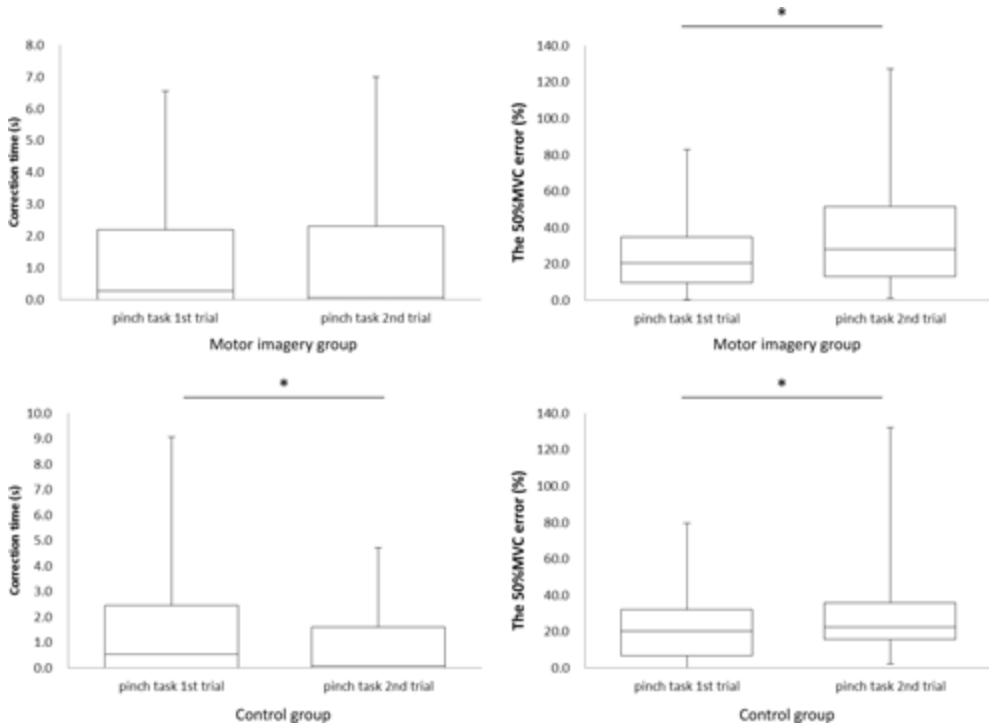 Correction time (s)
8.0
7.0
6.0
5.0
4.0
3.0
2.0
1.0
0.0
pinch task 1st trial
pinch task 2nd trial
Motor imagery group
*
The 50%MVC error (%)
140.0
120.0
100.0
80.0
60.0
40.0
20.0
0.0
pinch task 1st trial
pinch task 2nd trial
Motor imagery group
*
Correction time (s)
10.0
9.0
8.0
7.0
6.0
5.0
4.0
3.0
2.0
1.0
0.0
pinch task 1st trial
pinch task 2nd trial
Control group
*
The 50%MVC error (%)
140.0
120.0
100.0
80.0
60.0
40.0
20.0
0.0
pinch task 1st trial
pinch task 2nd trial
Control group